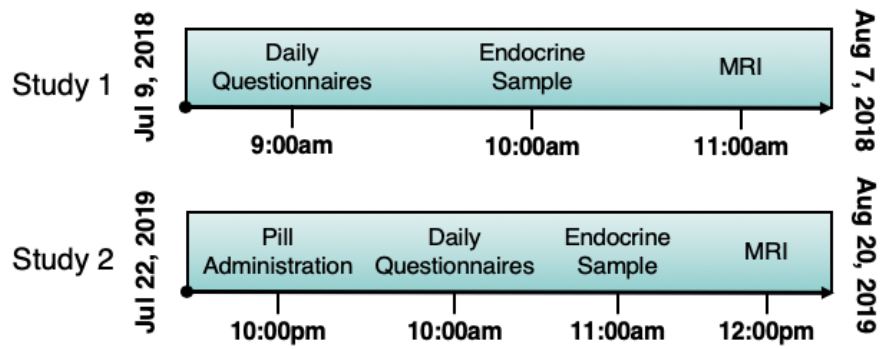 Study 1
Jul 9, 2018
Daily
Questionnaires
Endocrine
Sample
MRI
Aug 7, 2018
9:00am
10:00am
11:00am
Study 2
Jul 22, 2019
Pill
Administration
Daily
Questionnaires
Endocrine
Sample
MRI
Aug 20, 2019
10:00pm
10:00am
11:00am
12:00pm